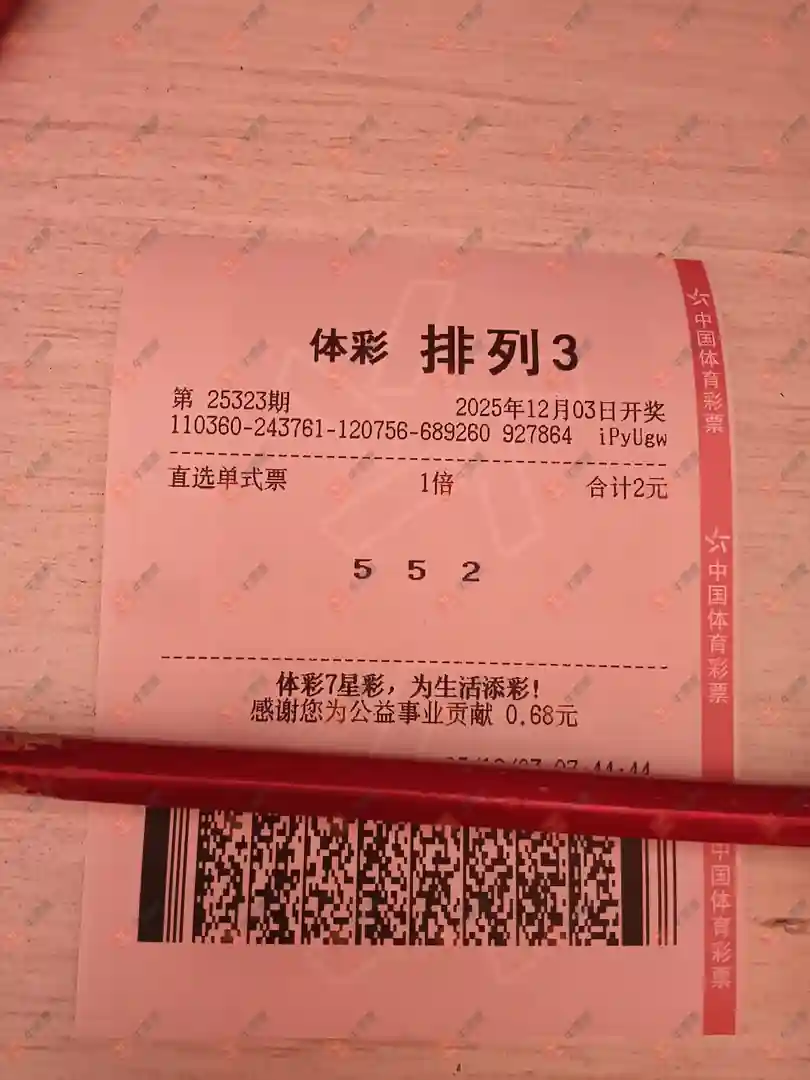 体彩 排列3
第 25323期 2025年12月03日开奖
110360-243761-120756-689260 927864 iPyUgw
直选单式票 1倍 合计2元
5 5 2
体彩7星彩，为生活添彩!
感谢您为公益事业贡献 0.68元
中国体育彩票
中国体育彩票
中国体育彩票